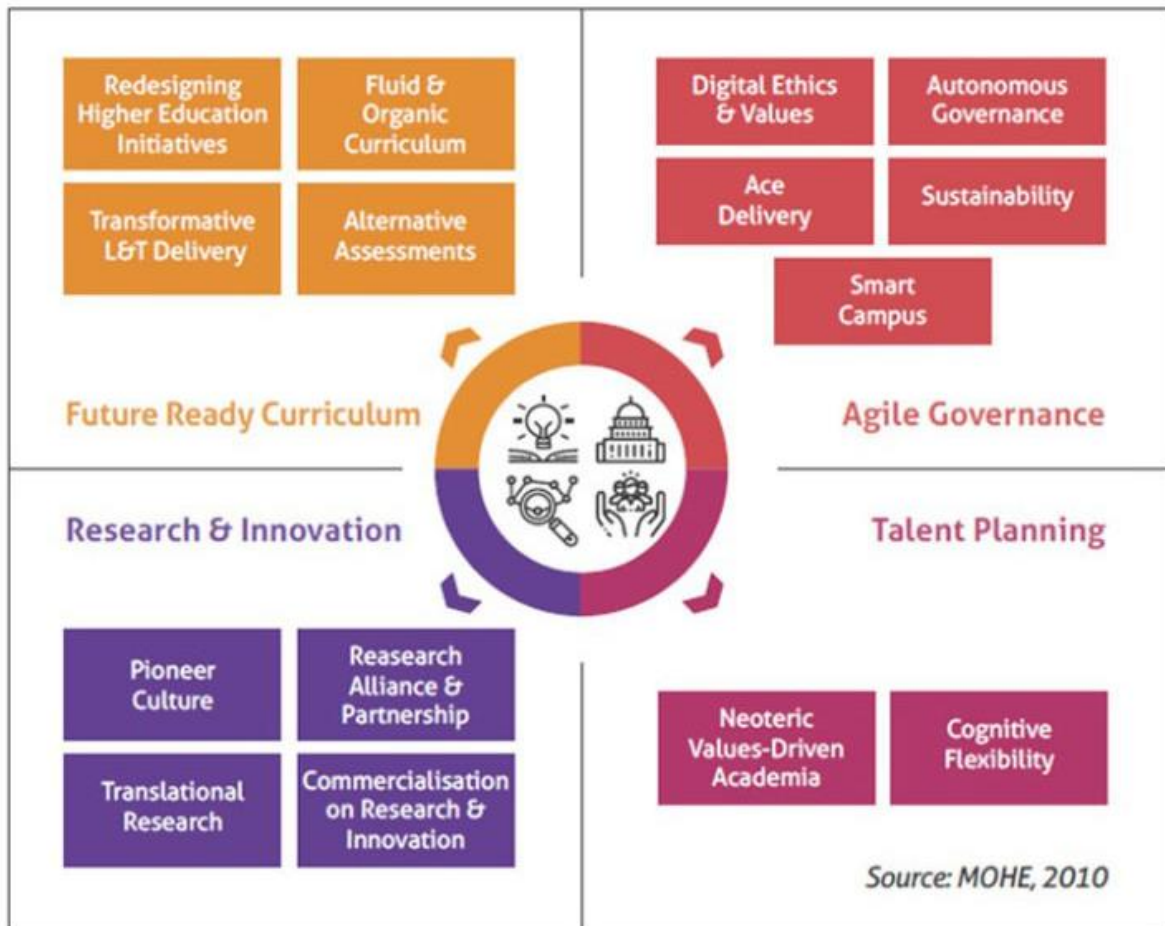 Redesigning
Higher Education
Initiatives
Fluid &
Organic
Curriculum
Transformative
L&T Delivery
Alternative
Assessments
Future Ready Curriculum
Digital Ethics
& Values
Autonomous
Governance
Ace
Delivery
Sustainability
Smart
Campus
Agile Governance
Research & Innovation
Pioneer
Culture
Reasearch
Alliance &
Partnership
Translational
Research
Commercialisation
on Research &
Innovation
Talent Planning
Neoteric
Values-Driven
Academia
Cognitive
Flexibility
Source: MOHE, 2010